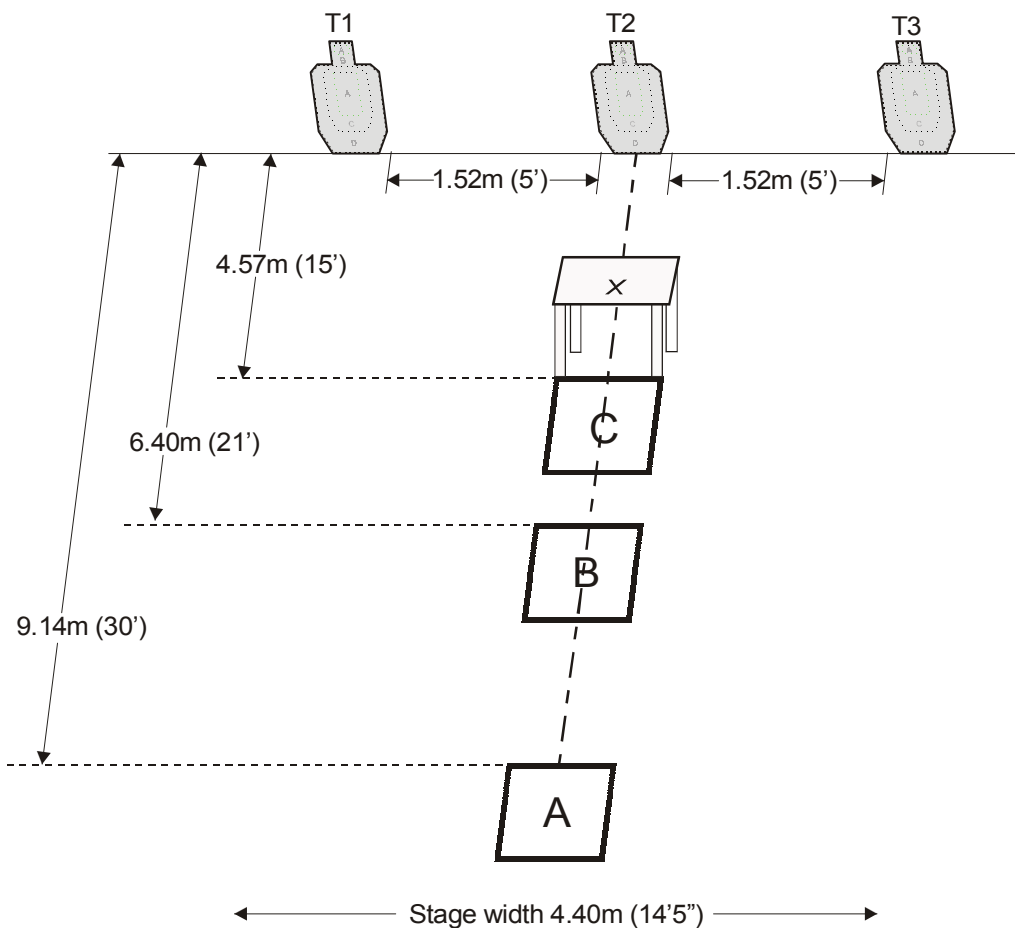 T1
T2
T3
A
B
A
C
D
A
B
A
C
D
A
B
A
C
D
1.52m (5’)
1.52m (5’)
4.57m (15’)
x
6.40m (21’)
C
B
9.14m (30’)
A
Stage width 4.40m (14’5”)